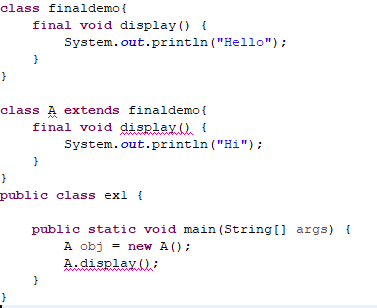 class finaldemo{
final void display() {
System.out.println("Hello");
}
}
class A extends finaldemo{
final void display() {
System.out.println("Hi");
}
}
public class ex1 {
public static void main(String[] args) {
A obj = new A();
A.display();
}
}